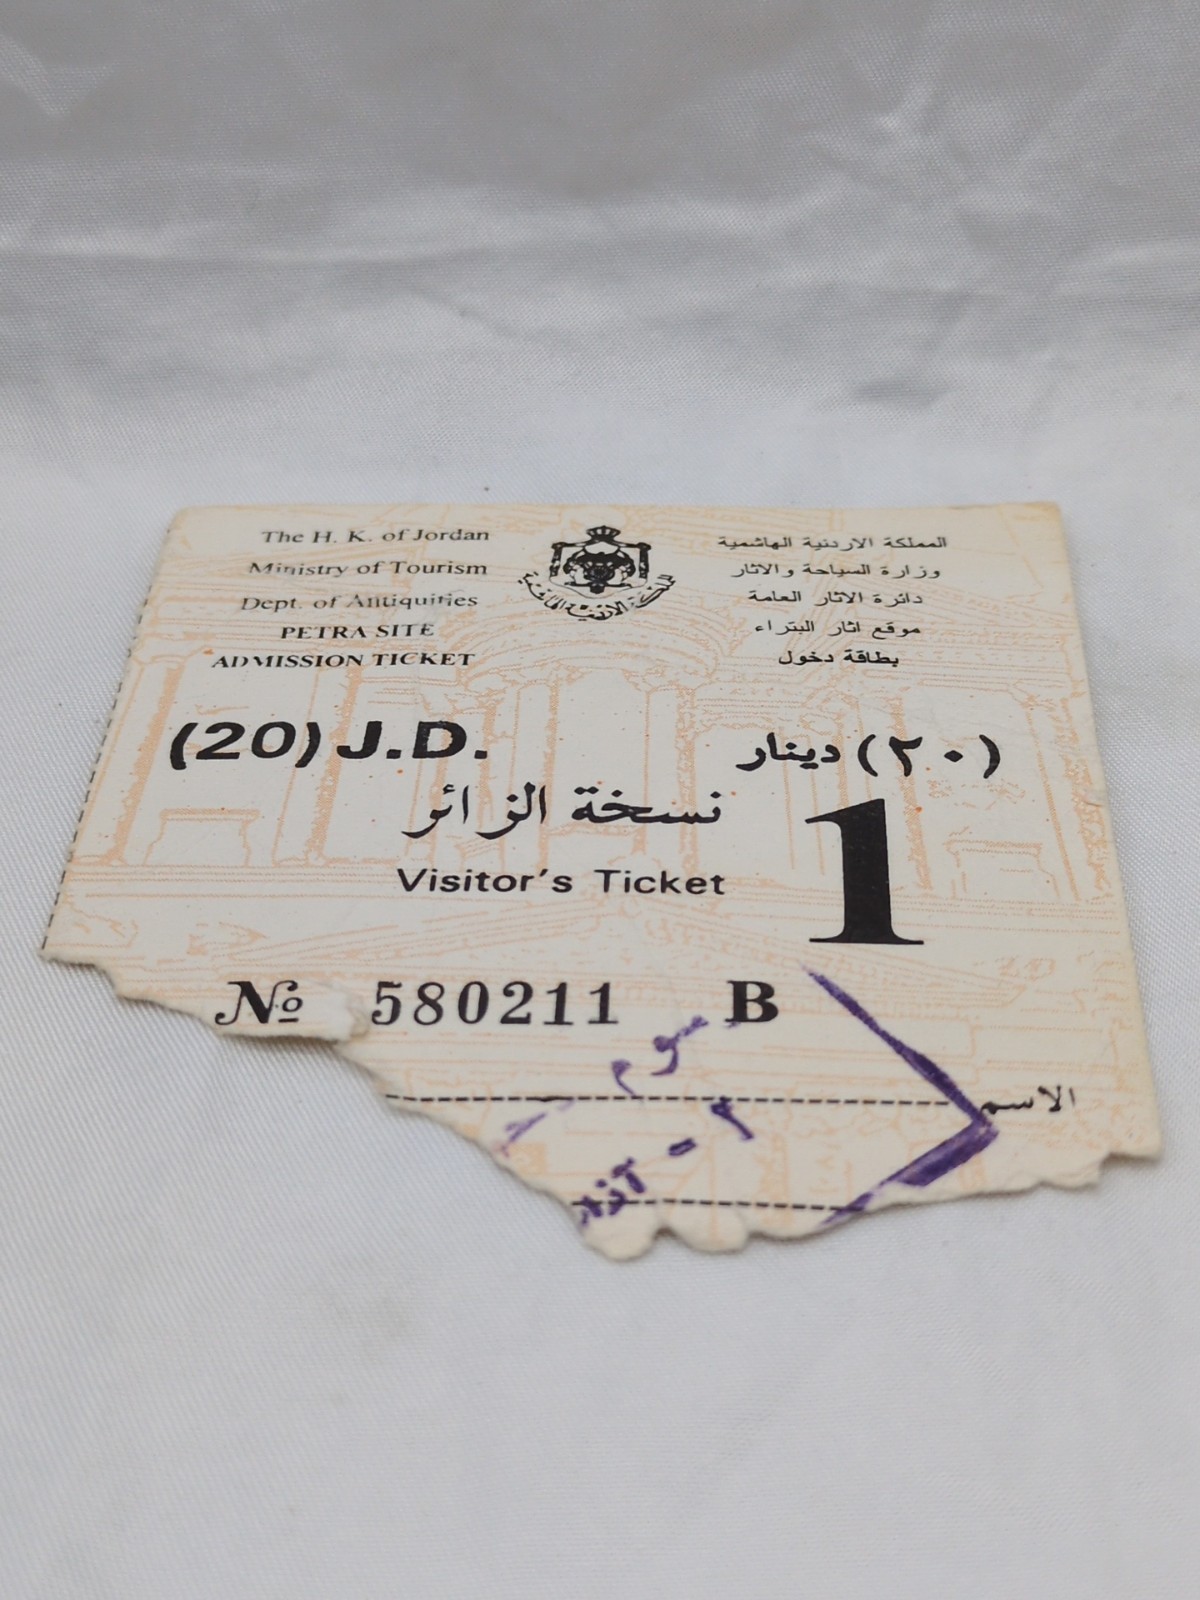 The H. K. of Jordan
Ministry of Tourism
Dept. of Antiquities
PETRA SITE
ADMISSION TICKET
المملكة الاردنية الهاشمية
وزارة السياحة والاثار
دائرة الاثار العامة
موقع اثار البتراء
بطاقة دخول
(20) J.D.
(٢٠) دينار
نسخة الزائر
1
Visitor's Ticket
№ 580211 B
الاسم